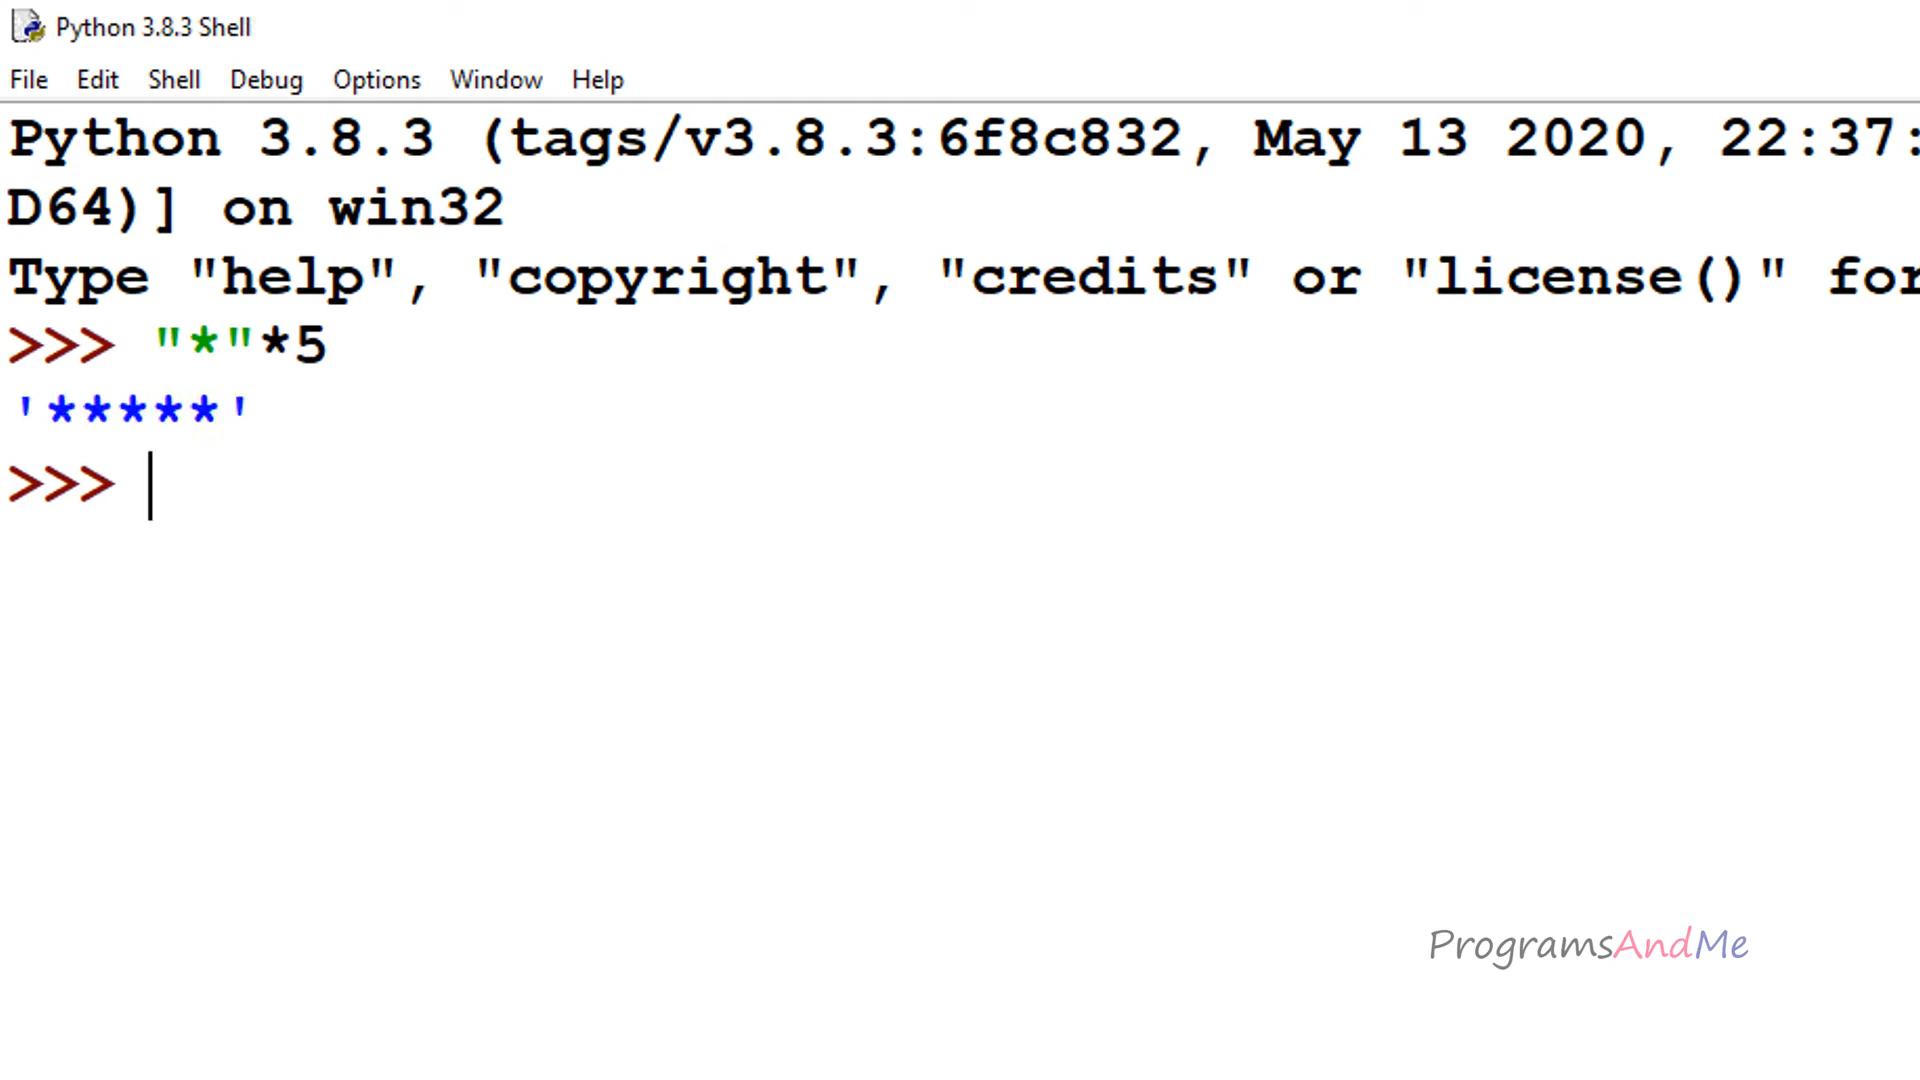 Python 3.8.3 Shell
File Edit Shell Debug Options Window Help
Python 3.8.3 (tags/v3.8.3:6f8c832, May 13 2020, 22:37:
D64)] on win32
Type "help", "copyright", "credits" or "license()" for
>>> "*"*5
'*****'
>>>
ProgramsAndMe